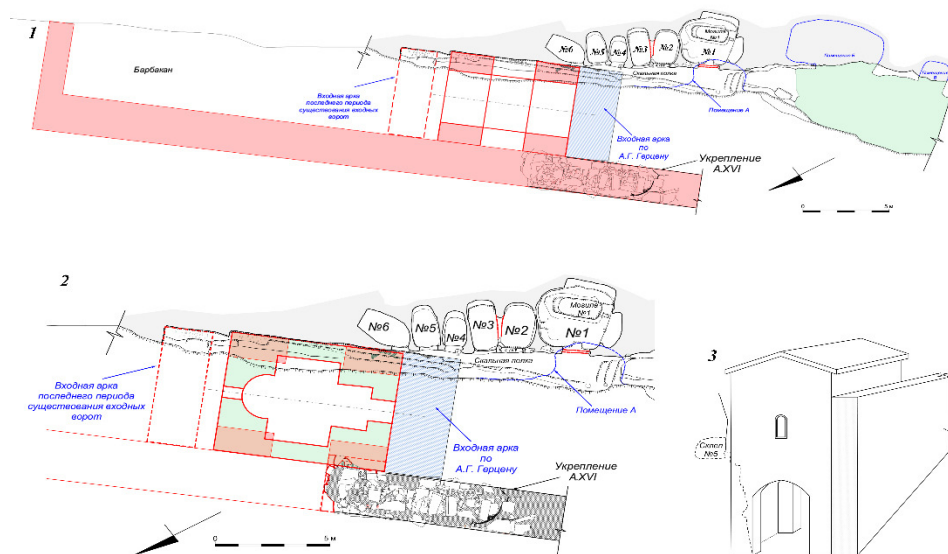 1
Барбакан
Входная арка
последнего периода
существования входных
ворот
№6
№5
№4
№3
№2
Могила
№1
№1
Скальная полка
Помещение А
Входная арка
по
А.Г. Герцену
Укрепление
А.XVI
0
5 м
2
№6
№5
№4
№3
№2
Могила
№1
№1
Скальная полка
Входная арка
последнего периода
существования входных
ворот
Помещение А
Входная арка
по
А.Г. Герцену
Укрепление
А.XVI
0
5 м
3
Склеп
№5